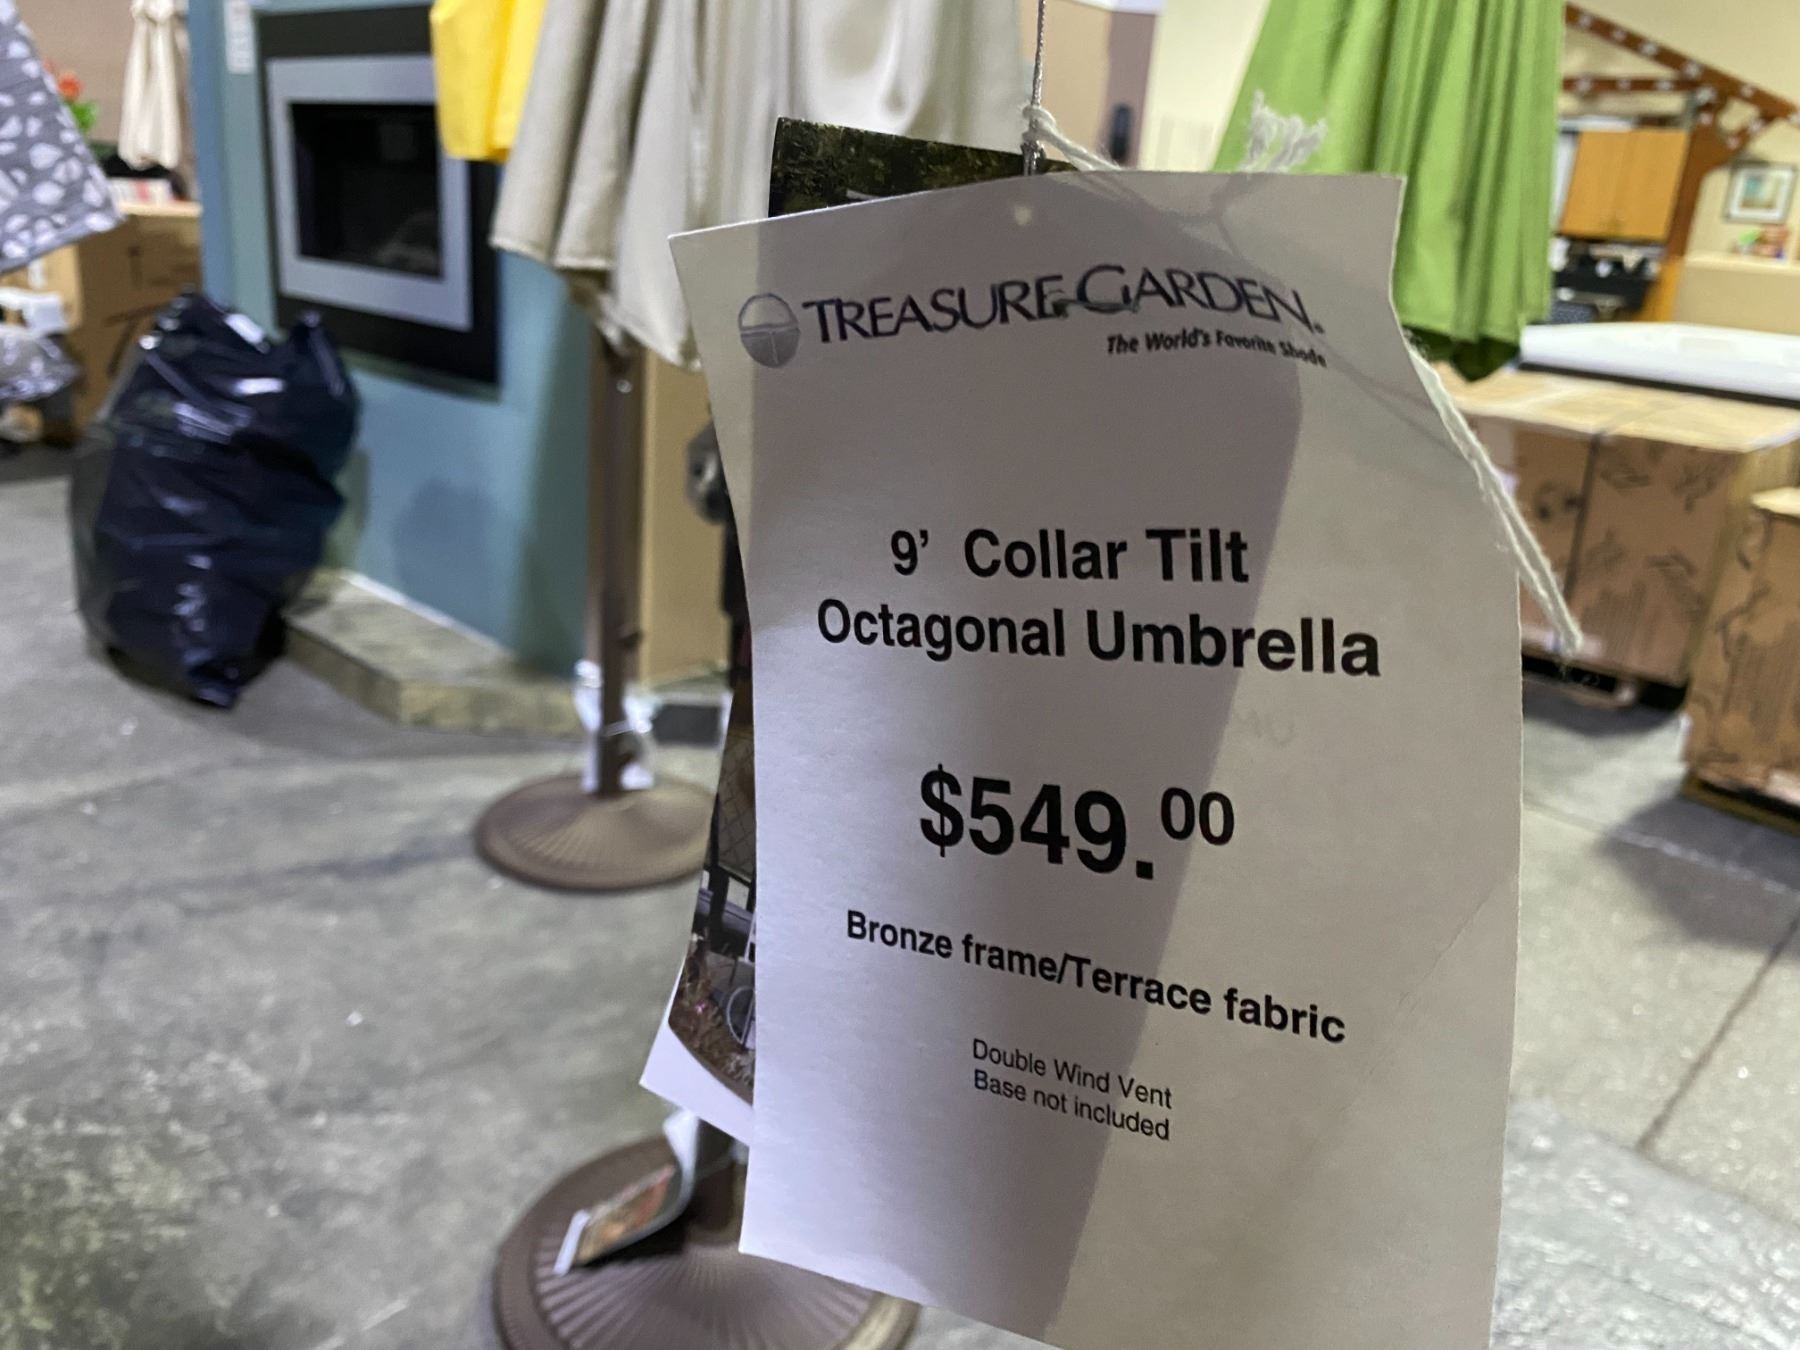 TREASURE GARDEN.
The World's Favorite Shade
9' Collar Tilt
Octagonal Umbrella
$549.00
Bronze frame/Terrace fabric
Double Wind Vent
Base not included